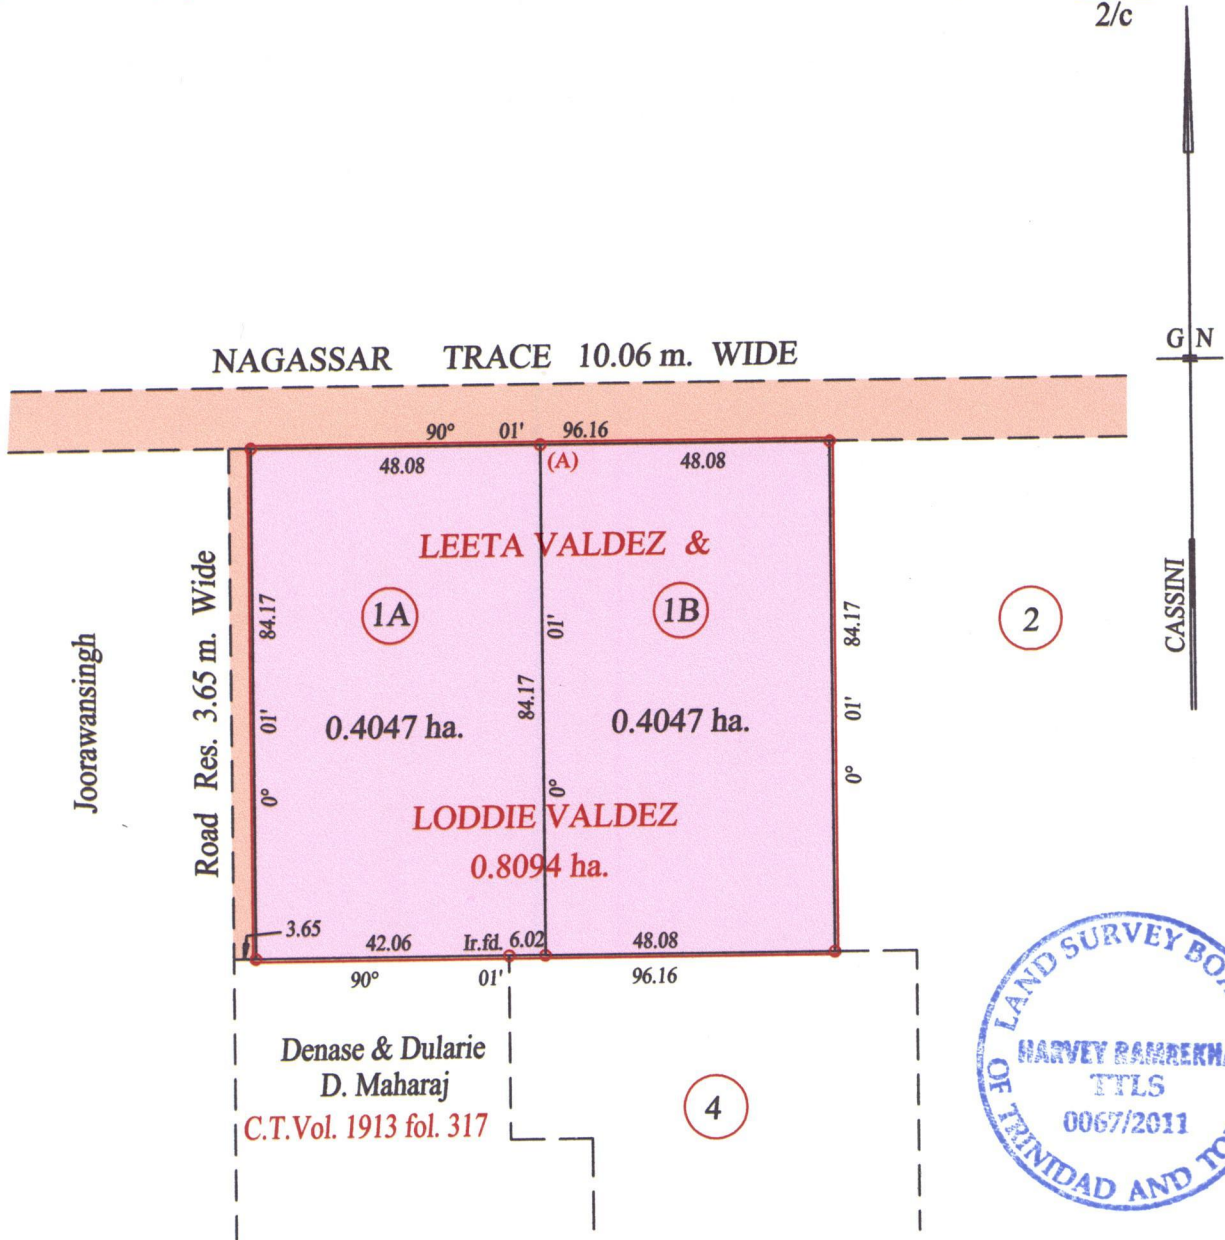 2/c
G N
CASSINI
NAGASSAR TRACE 10.06 m. WIDE
90° 01' 96.16
48.08
(A)
48.08
LEETA VALDEZ &
1A
1B
2
84.17
01'
0°
01'
84.17
0°
84.17
01'
0°
0.4047 ha.
0.4047 ha.
LODDIE VALDEZ
0.8094 ha.
Road Res. 3.65 m. Wide
Joorawansingh
3.65
42.06
Ir.fd. 6.02
48.08
90° 01' 96.16
Denase & Dularie
D. Maharaj
C.T.Vol. 1913 fol. 317
4
LAND SURVEY
HARVEY
TTLS
0067/2011
OF TRINIDAD AND